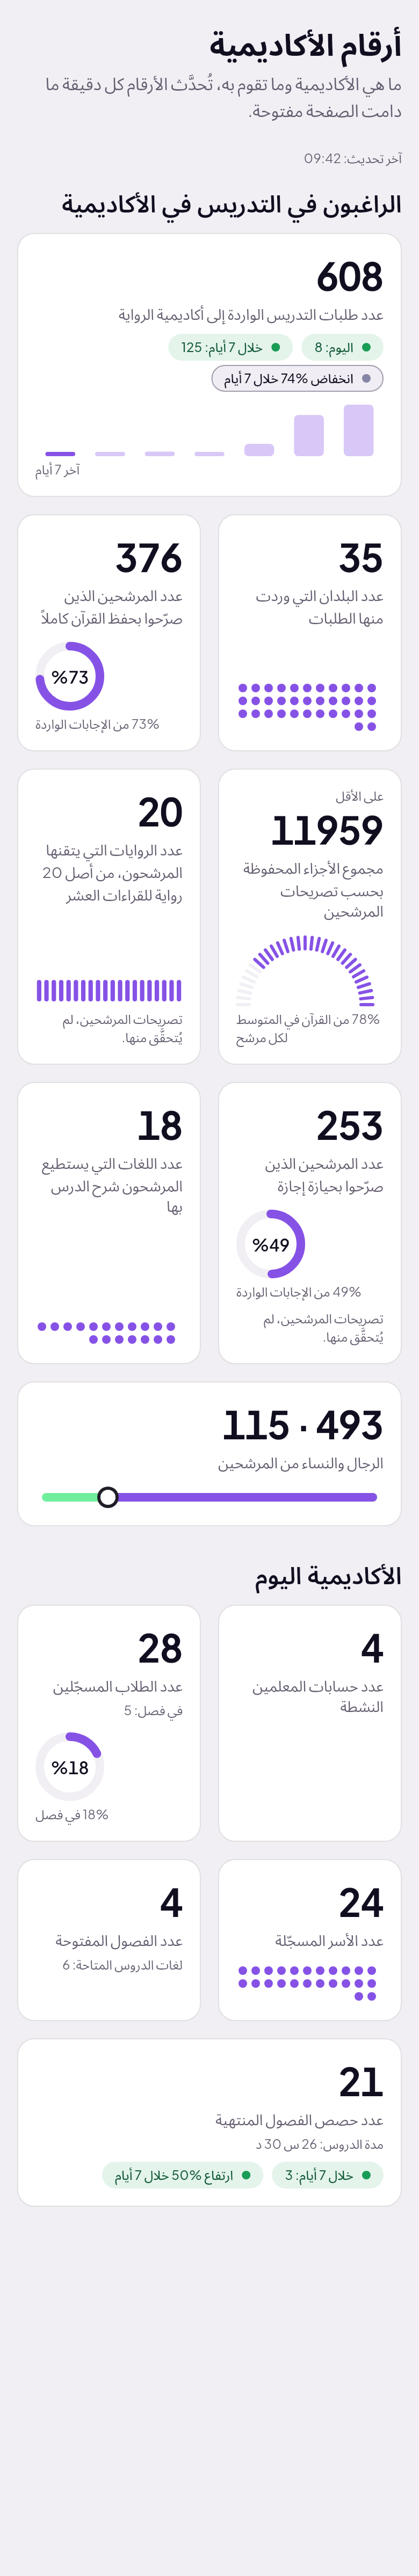 أرقام الأكاديمية
ما هي الأكاديمية وما تقوم به، تُحدَّث الأرقام كل دقيقة ما
دامت الصفحة مفتوحة.
آخر تحديث: 09:42
الراغبون في التدريس في الأكاديمية
608
عدد طلبات التدريس الواردة إلى أكاديمية الرواية
اليوم: 8
خلال 7 أيام: 125
انخفاض 74% خلال 7 أيام
آخر 7 أيام
35
عدد البلدان التي وردت
منها الطلبات
376
عدد المرشحين الذين
صرّحوا بحفظ القرآن كاملاً
%73
73% من الإجابات الواردة
على الأقل
11959
مجموع الأجزاء المحفوظة
بحسب تصريحات
المرشحين
78% من القرآن في المتوسط
لكل مرشح
20
عدد الروايات التي يتقنها
المرشحون، من أصل 20
رواية للقراءات العشر
تصريحات المرشحين، لم
يُتحقَّق منها.
253
عدد المرشحين الذين
صرّحوا بحيازة إجازة
%49
49% من الإجابات الواردة
تصريحات المرشحين، لم
يُتحقَّق منها.
18
عدد اللغات التي يستطيع
المرشحون شرح الدرس
بها
493 · 115
الرجال والنساء من المرشحين
الأكاديمية اليوم
4
عدد حسابات المعلمين
النشطة
28
عدد الطلاب المسجّلين
في فصل: 5
%18
18% في فصل
24
عدد الأسر المسجّلة
4
عدد الفصول المفتوحة
لغات الدروس المتاحة: 6
21
عدد حصص الفصول المنتهية
مدة الدروس: 26 س 30 د
خلال 7 أيام: 3
ارتفاع 50% خلال 7 أيام